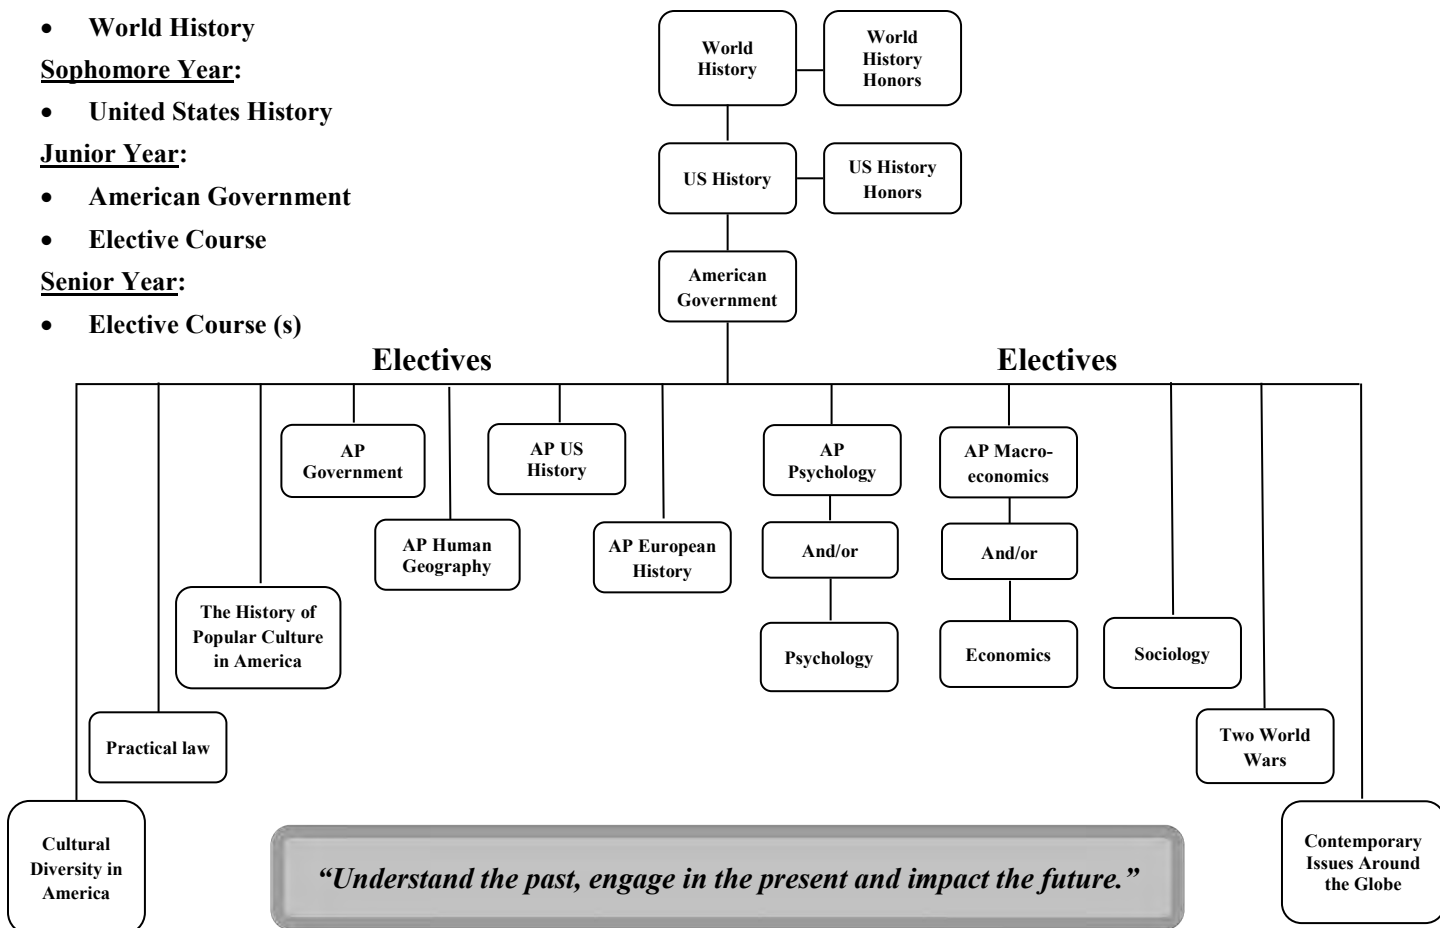 • World History
Sophomore Year:
• United States History
Junior Year:
• American Government
• Elective Course
Senior Year:
• Elective Course (s)
World
History
World
History
Honors
US History
US History
Honors
American
Government
Electives
Electives
AP
Government
AP US
History
AP
Psychology
AP Macro-
economics
AP Human
Geography
AP European
History
And/or
And/or
The History of
Popular Culture
in America
Psychology
Economics
Sociology
Practical law
Two World
Wars
Cultural
Diversity in
America
Contemporary
Issues Around
the Globe
“Understand the past, engage in the present and impact the future.”